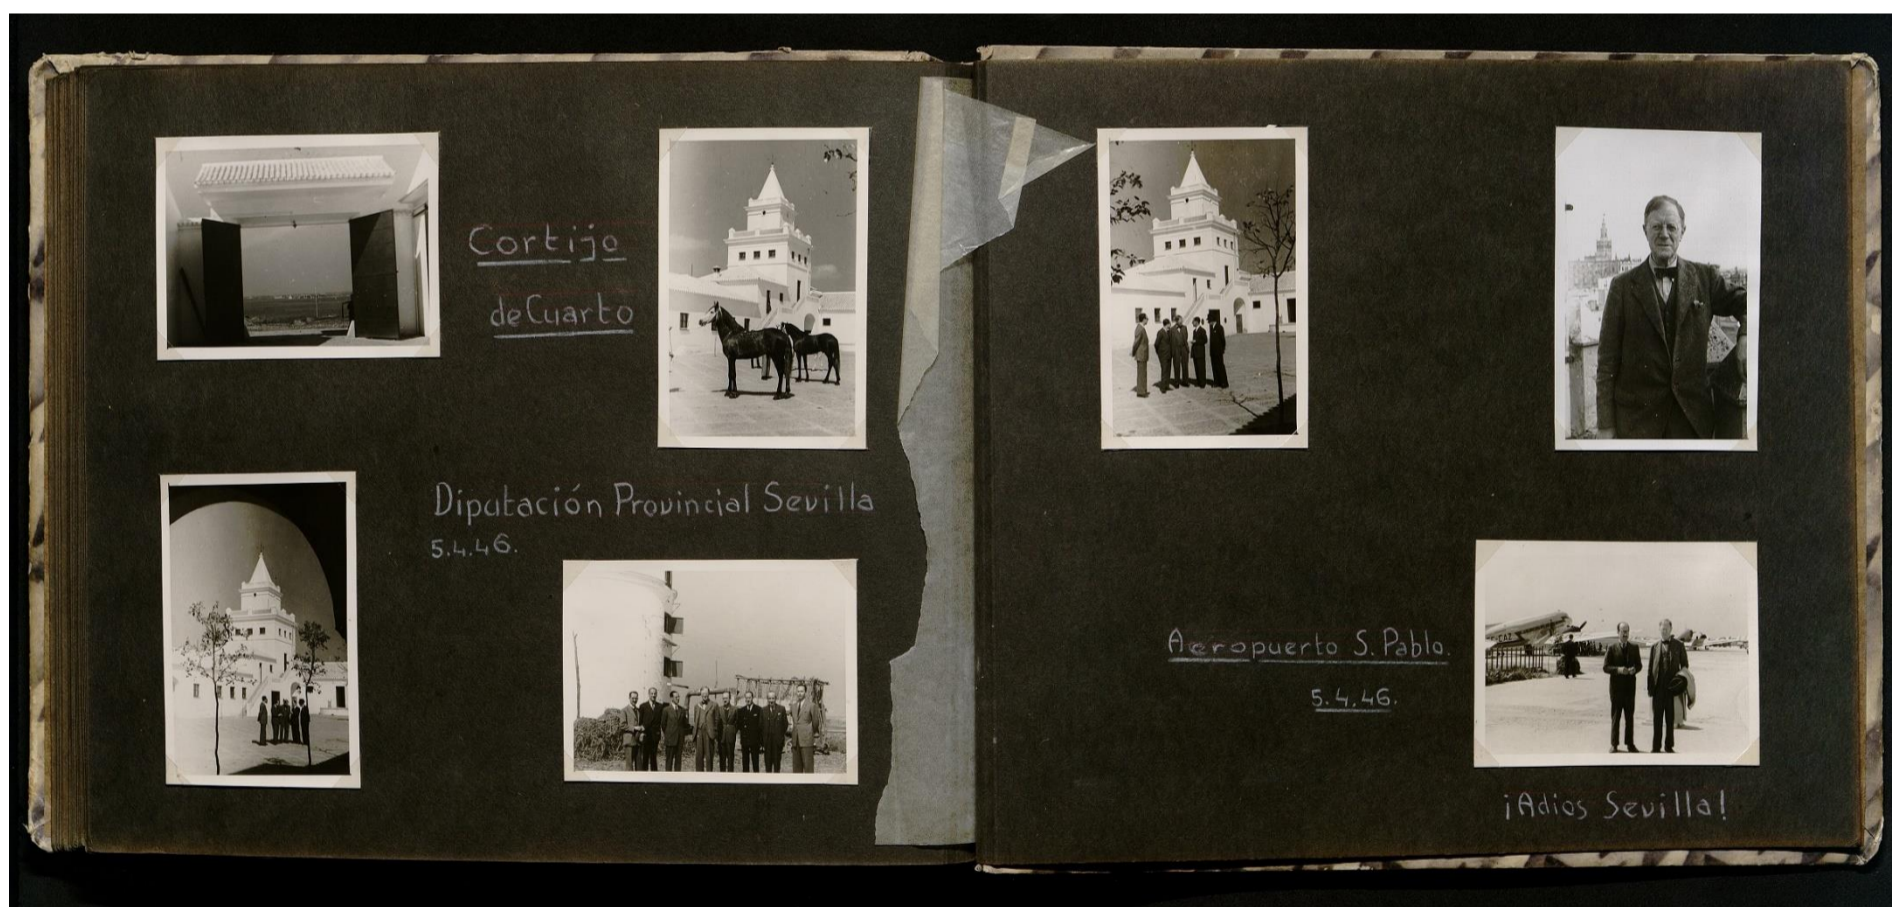 Cortijo
de Cuarto
Diputación Provincial Sevilla
5.4.46.
Aeropuerto S. Pablo.
5.4.46.
¡Adios Sevilla!